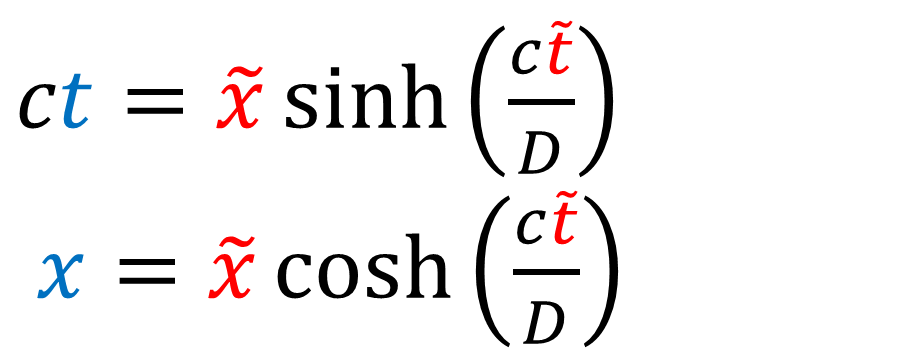 ct = x̃ sinh (ct̃/D)
x = x̃ cosh (ct̃/D)